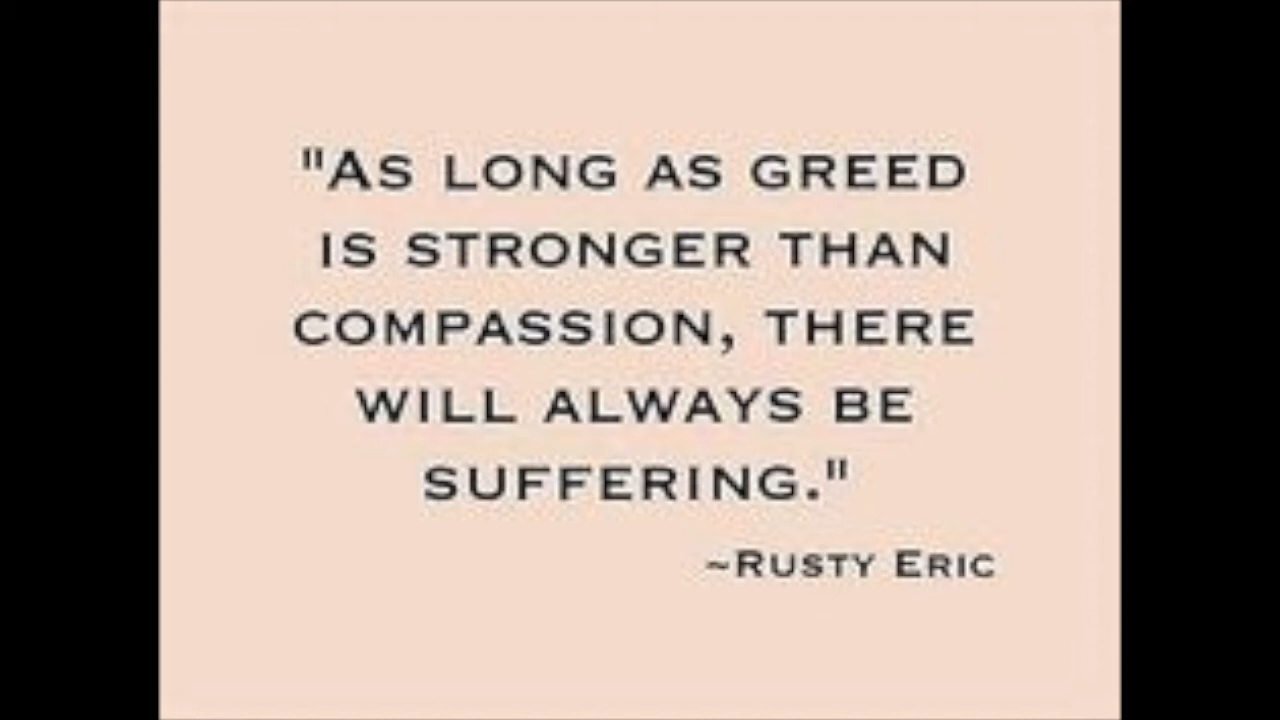 "AS LONG AS GREED
IS STRONGER THAN
COMPASSION, THERE
WILL ALWAYS BE
SUFFERING."
~RUSTY ERIC